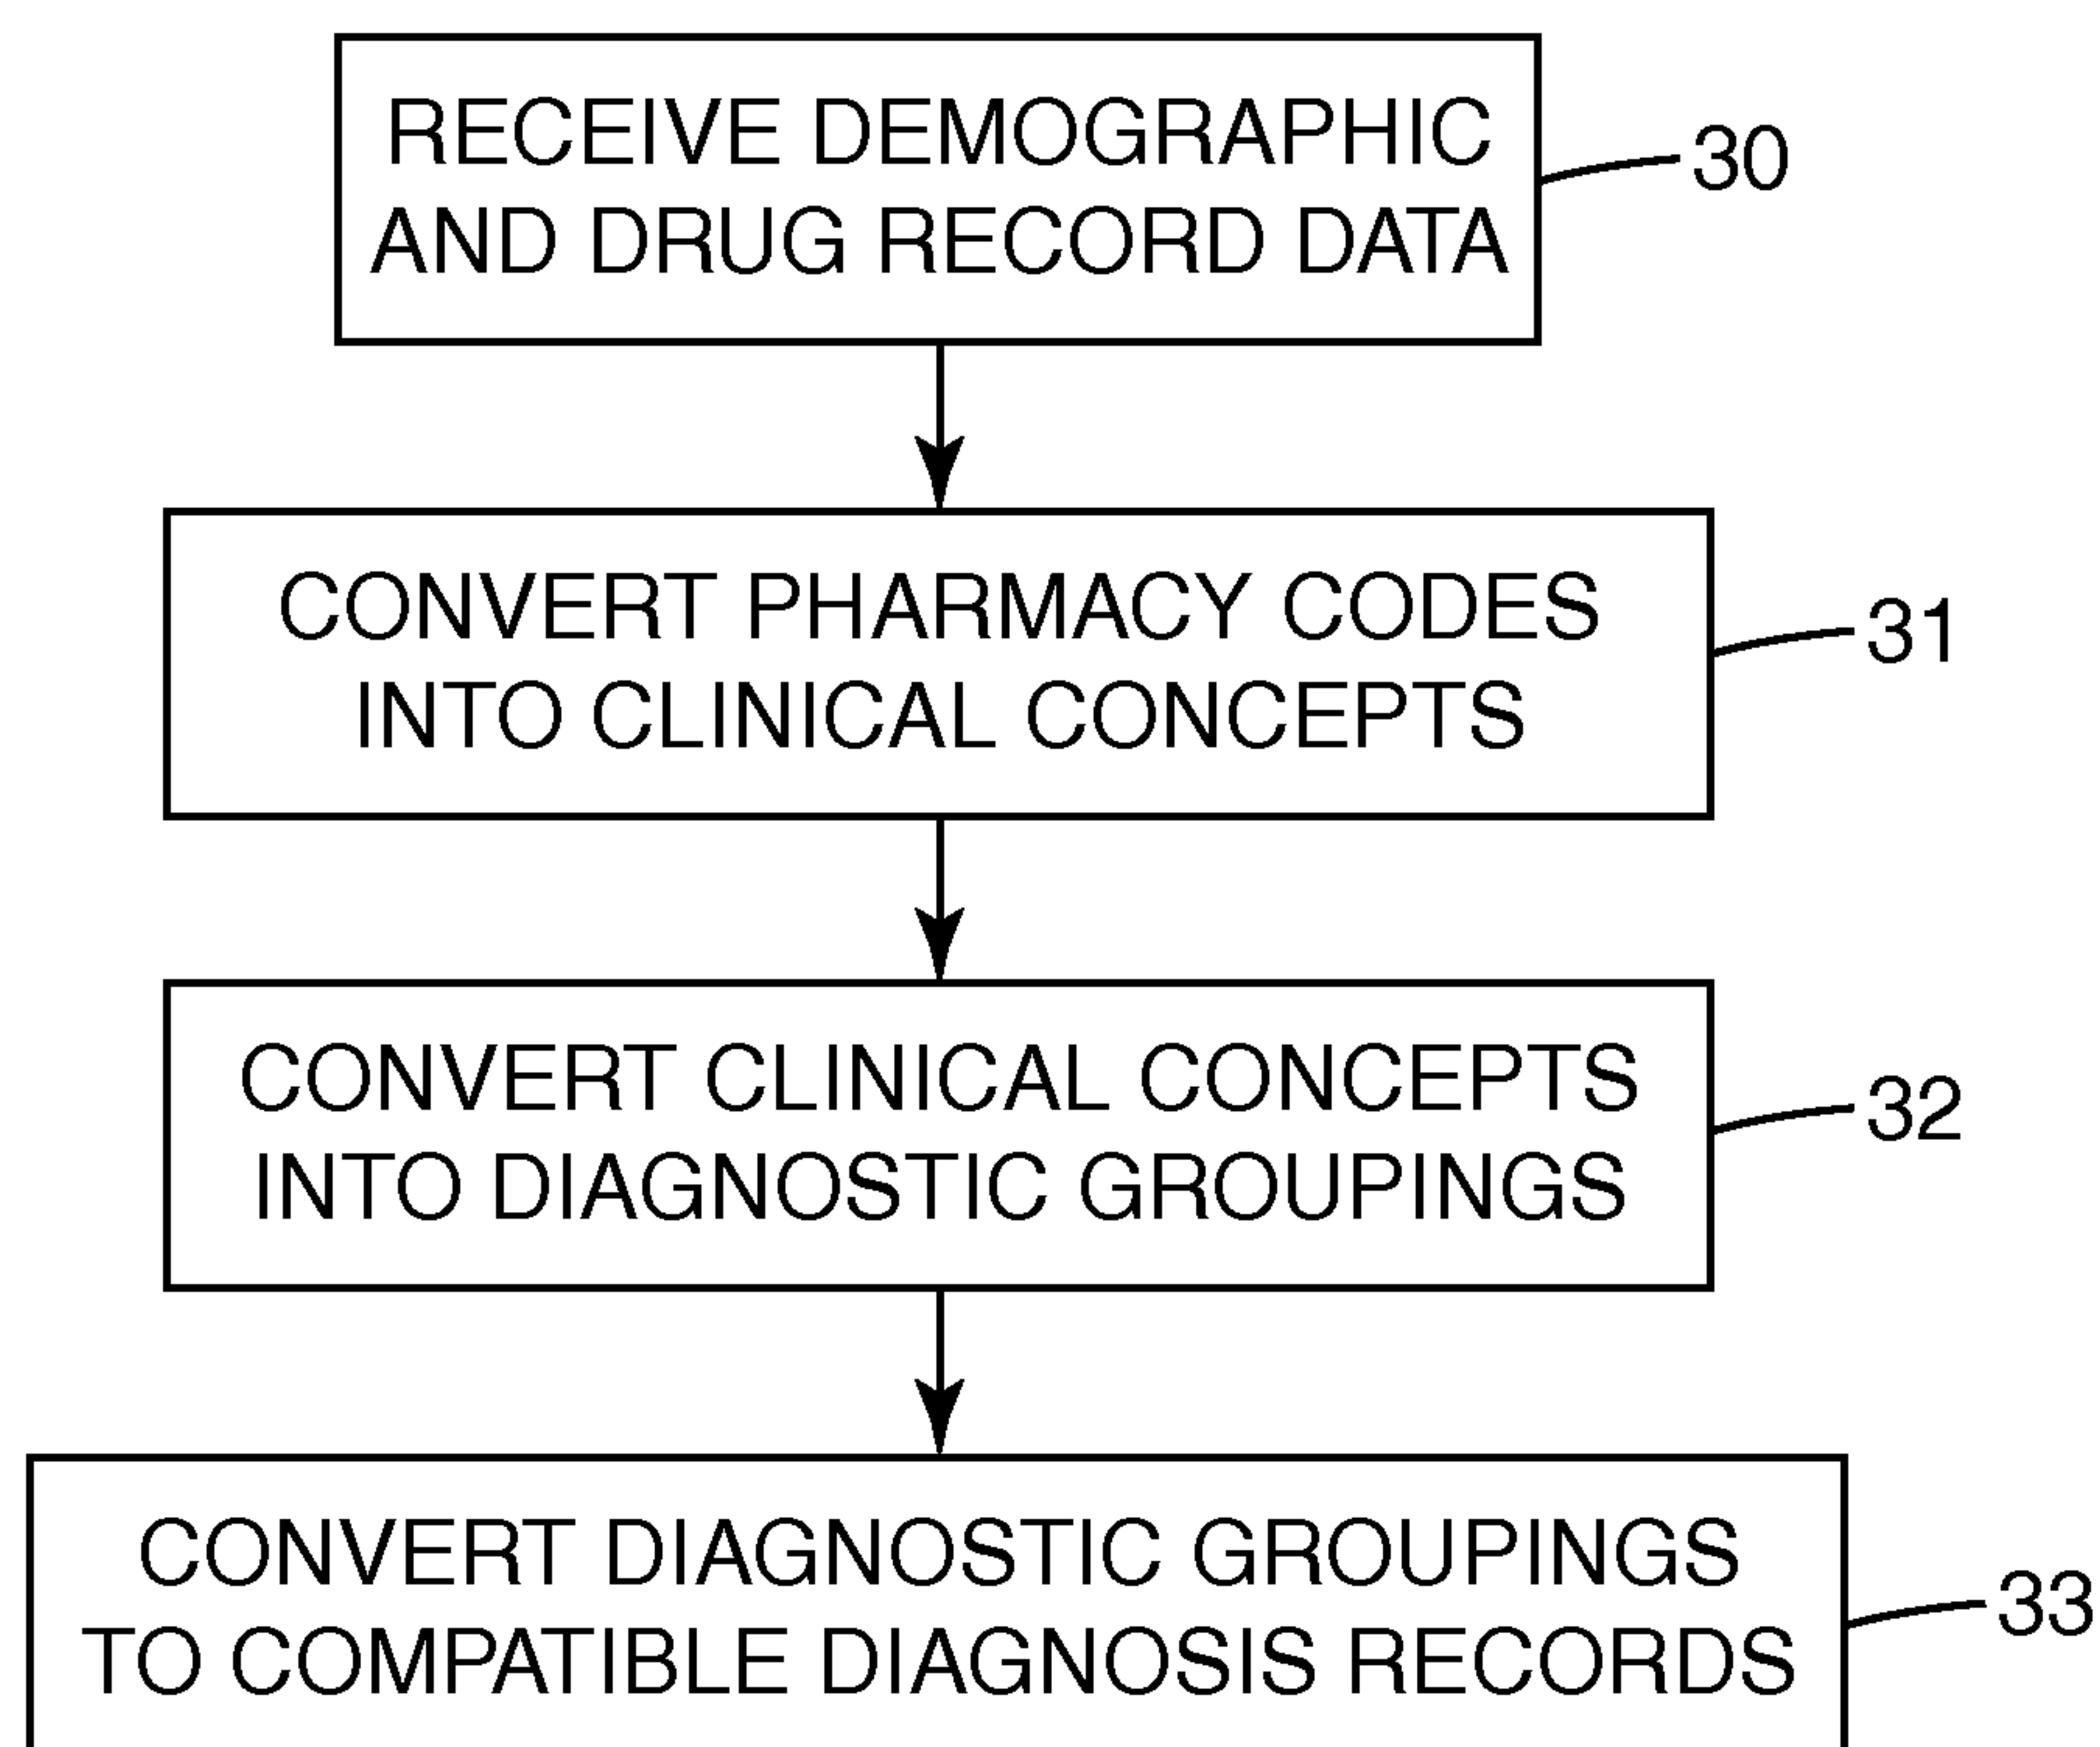 RECEIVE DEMOGRAPHIC
AND DRUG RECORD DATA
30
CONVERT PHARMACY CODES
INTO CLINICAL CONCEPTS
31
CONVERT CLINICAL CONCEPTS
INTO DIAGNOSTIC GROUPINGS
32
CONVERT DIAGNOSTIC GROUPINGS
TO COMPATIBLE DIAGNOSIS RECORDS
33